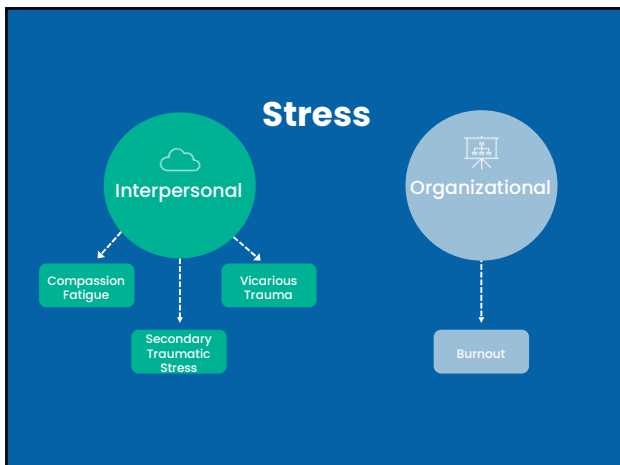 Stress
Interpersonal
Organizational
Compassion
Fatigue
Vicarious
Trauma
Secondary
Traumatic
Stress
Burnout